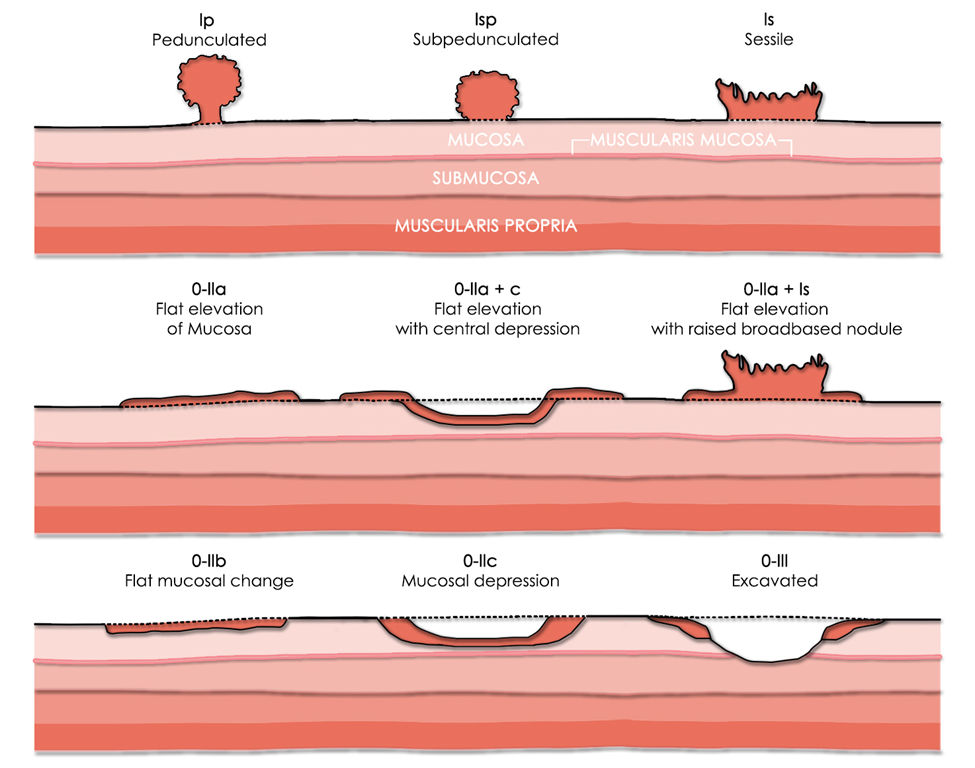 Ip
Pedunculated
Isp
Subpedunculated
Is
Sessile
MUCOSA
MUSCULARIS MUCOSA
SUBMUCOSA
MUSCULARIS PROPRIA
0-IIa
Flat elevation
of Mucosa
0-IIa + c
Flat elevation
with central depression
0-IIa + Is
Flat elevation
with raised broadbased nodule
0-IIb
Flat mucosal change
0-IIc
Mucosal depression
0-III
Excavated